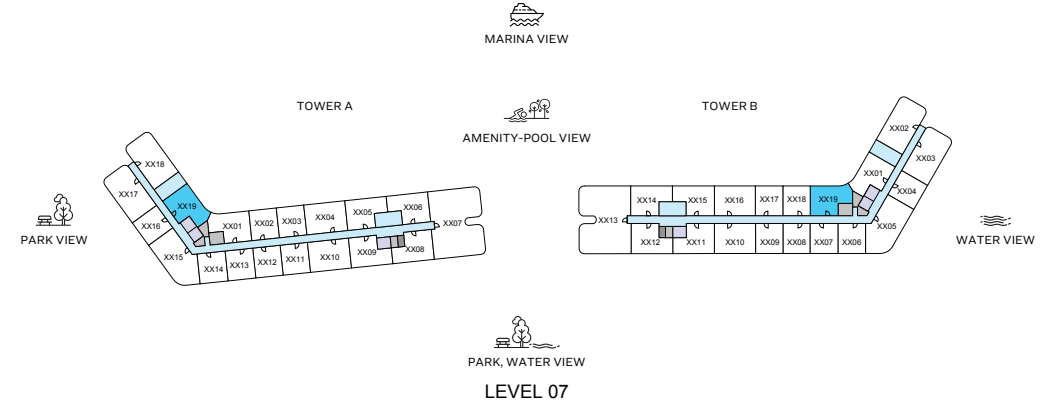 MARINA VIEW
TOWER A
TOWER B
AMENITY-POOL VIEW
XX18
XX17
XX19
XX16
XX15
XX01
XX02
XX03
XX04
XX05
XX06
XX07
XX14
XX13
XX12
XX11
XX10
XX09
XX08
XX02
XX03
XX01
XX04
XX14
XX15
XX16
XX17
XX18
XX19
XX13
XX05
XX12
XX11
XX10
XX09
XX08
XX07
XX06
PARK VIEW
WATER VIEW
PARK, WATER VIEW
LEVEL 07